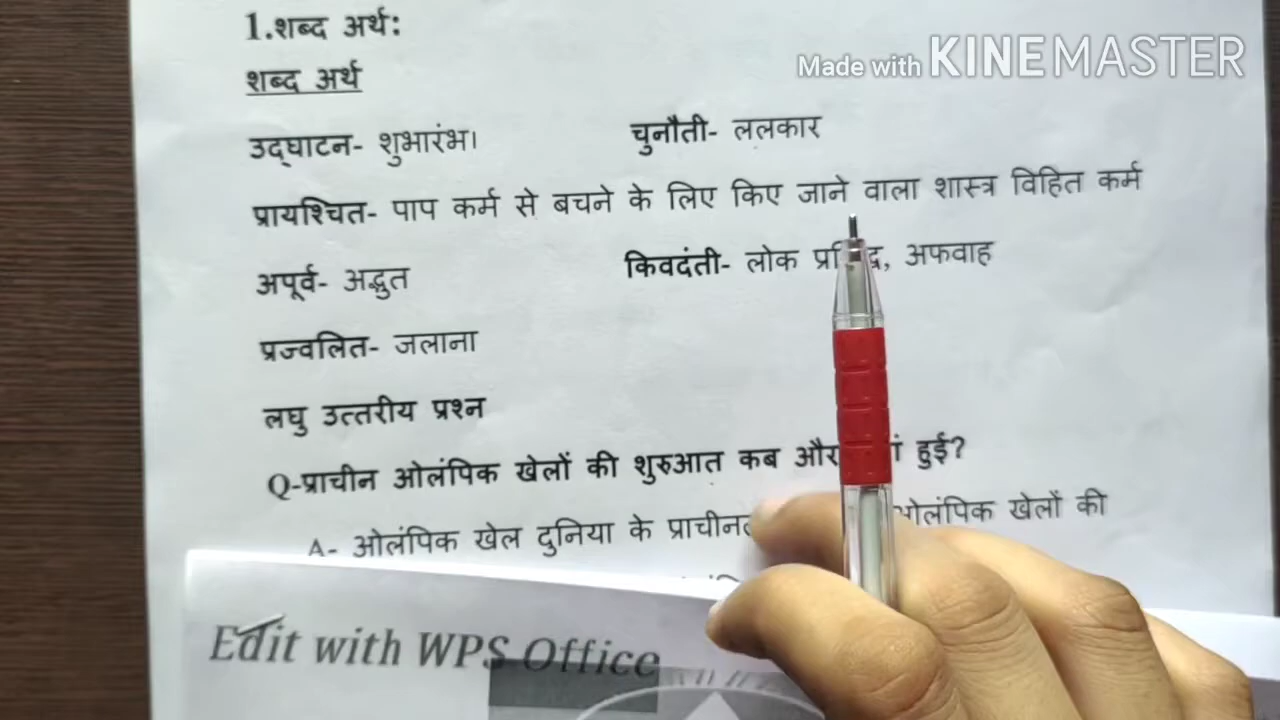 1.शब्द अर्थ:
Made with KINEMASTER
शब्द अर्थ
उद्घाटन- शुभारंभ। चुनौती- ललकार
प्रायश्चित- पाप कर्म से बचने के लिए किए जाने वाला शास्त्र विहित कर्म
अपूर्व- अद्भुत किवदंती- लोक अफवाह
प्रज्वलित- जलाना
लघु उत्तरीय प्रश्न
Q-प्राचीन ओलंपिक खेलों की शुरुआत कब और हुई?
A- ओलंपिक खेल दुनिया के ओलंपिक खेलों की
Edit with WPS Office